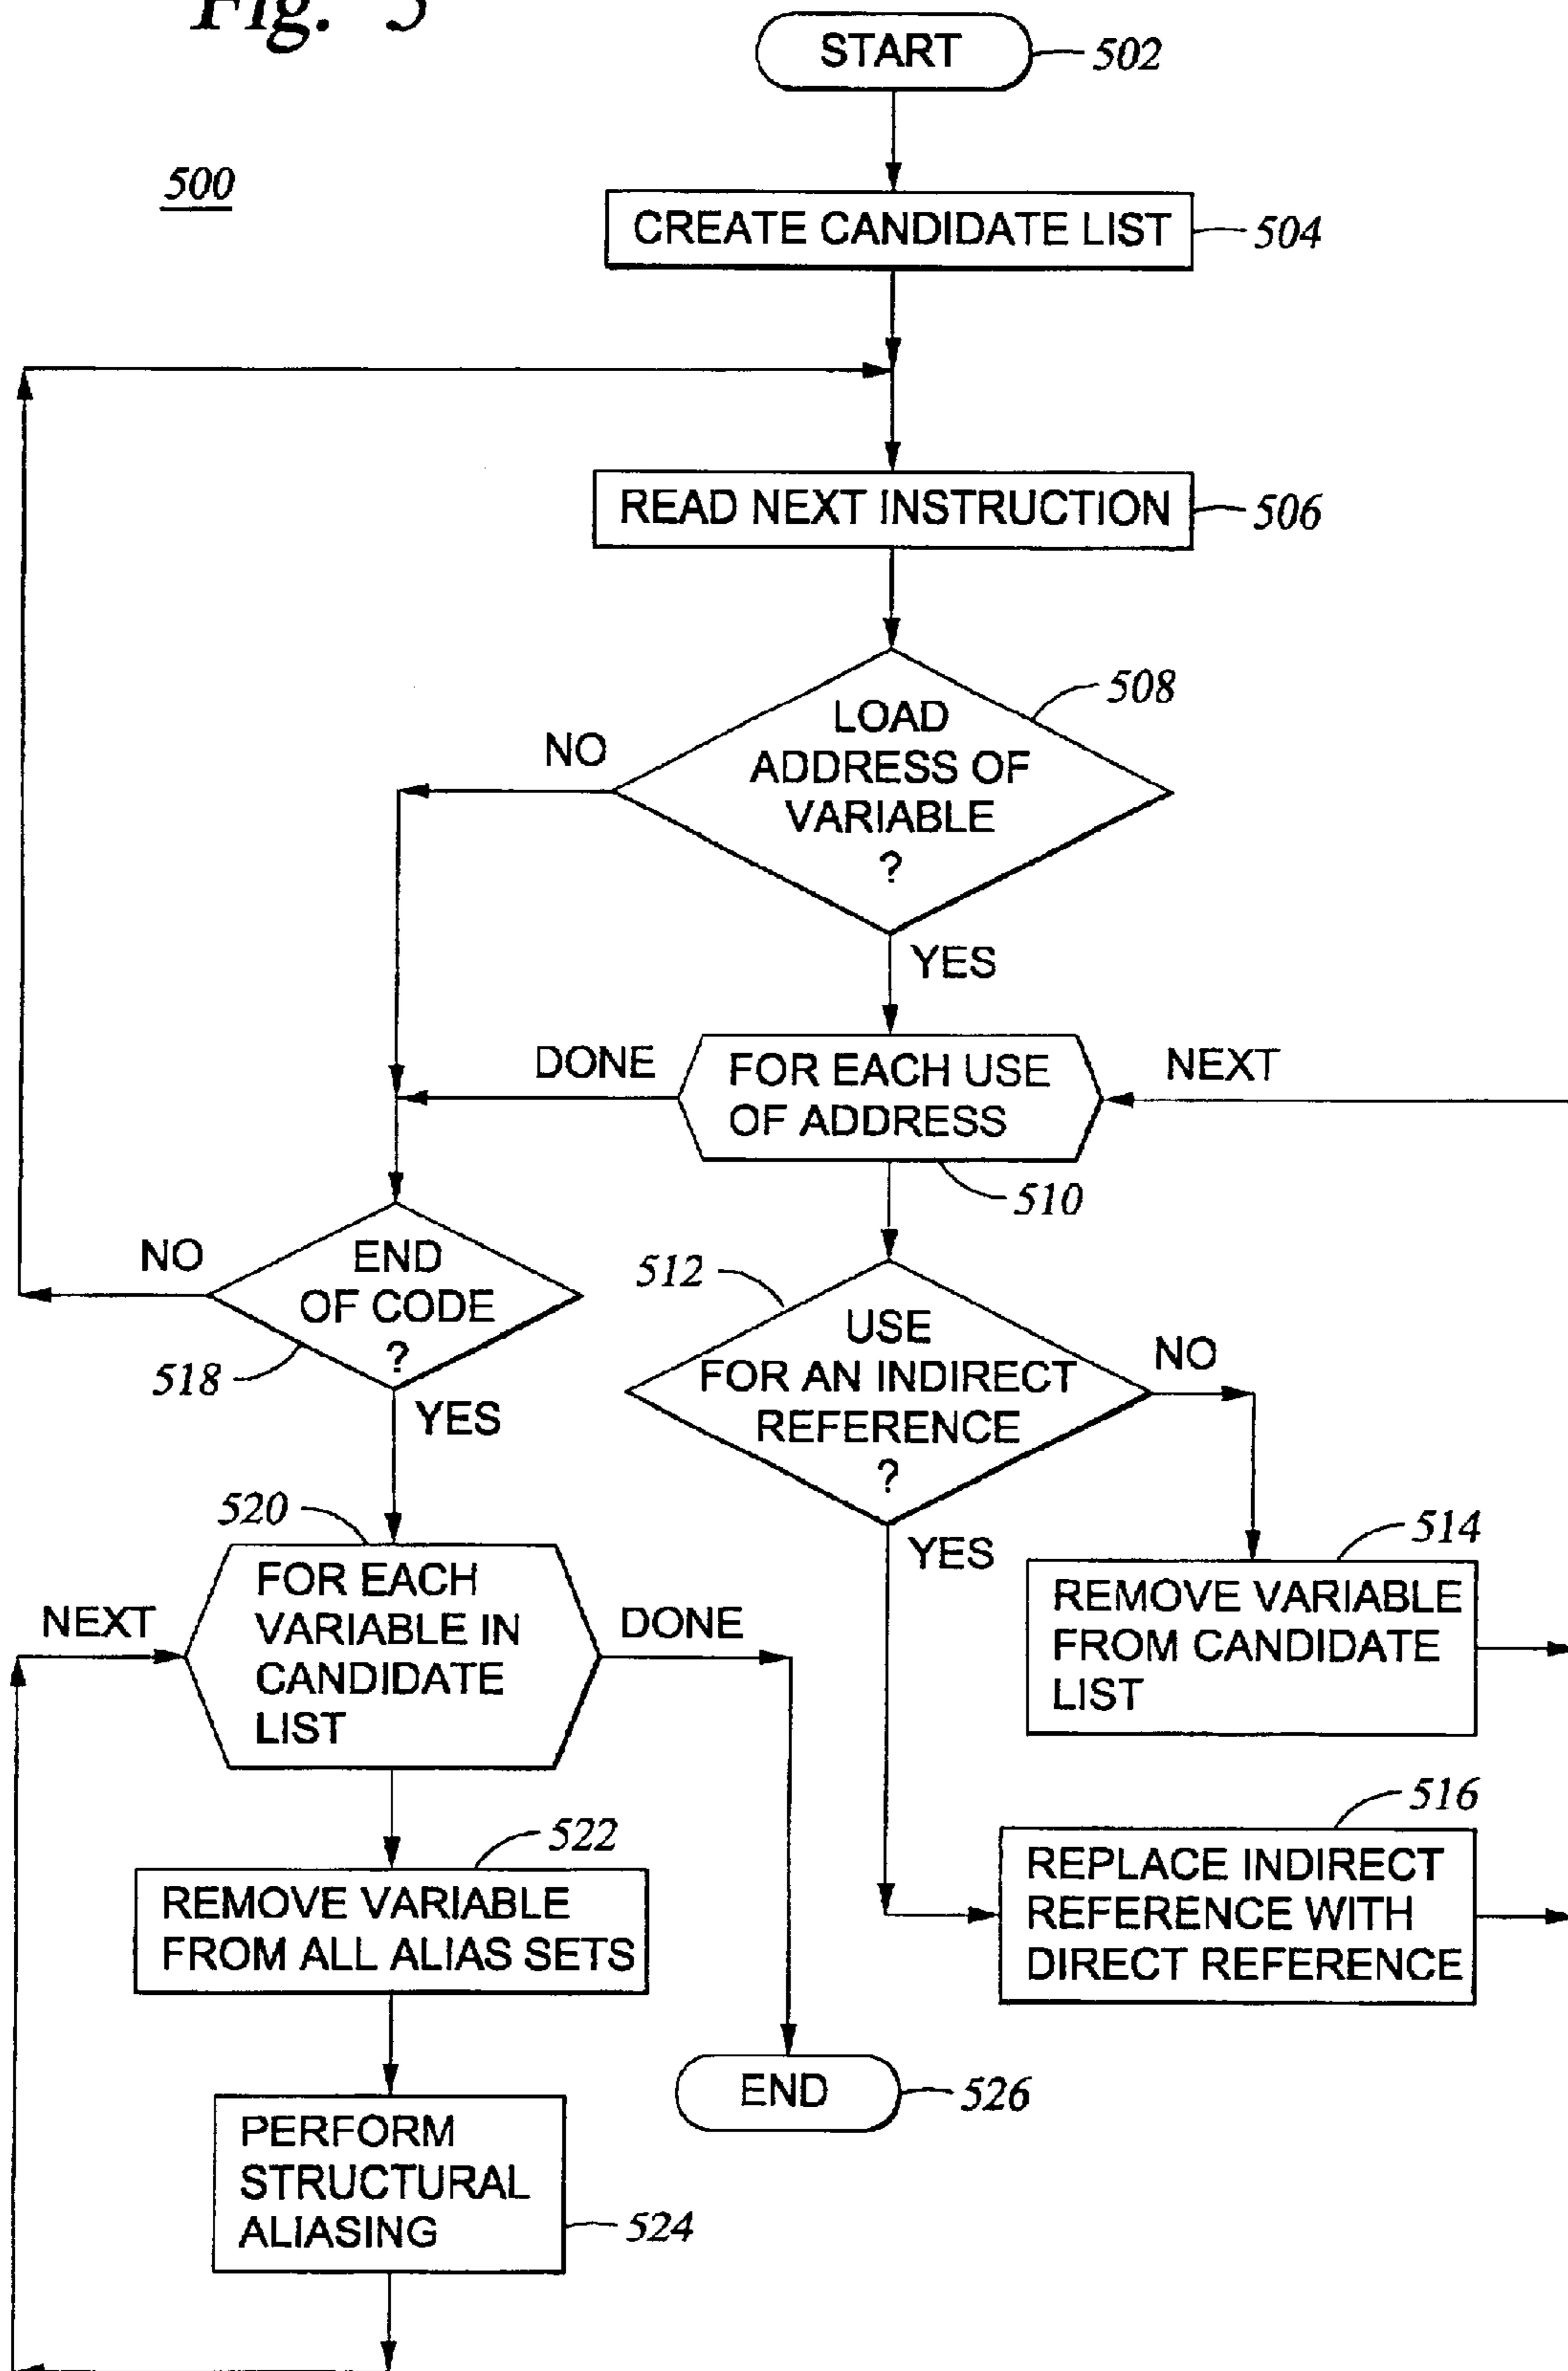 Fig. 5
START
502
500
CREATE CANDIDATE LIST
504
READ NEXT INSTRUCTION
506
508
LOAD
ADDRESS OF
VARIABLE
?
NO
YES
DONE
FOR EACH USE
OF ADDRESS
NEXT
510
NO
END
OF CODE
?
518
YES
512
USE
FOR AN INDIRECT
REFERENCE
?
NO
YES
514
REMOVE VARIABLE
FROM CANDIDATE
LIST
520
NEXT
FOR EACH
VARIABLE IN
CANDIDATE
LIST
DONE
516
REPLACE INDIRECT
REFERENCE WITH
DIRECT REFERENCE
522
REMOVE VARIABLE
FROM ALL ALIAS SETS
END
526
PERFORM
STRUCTURAL
ALIASING
524